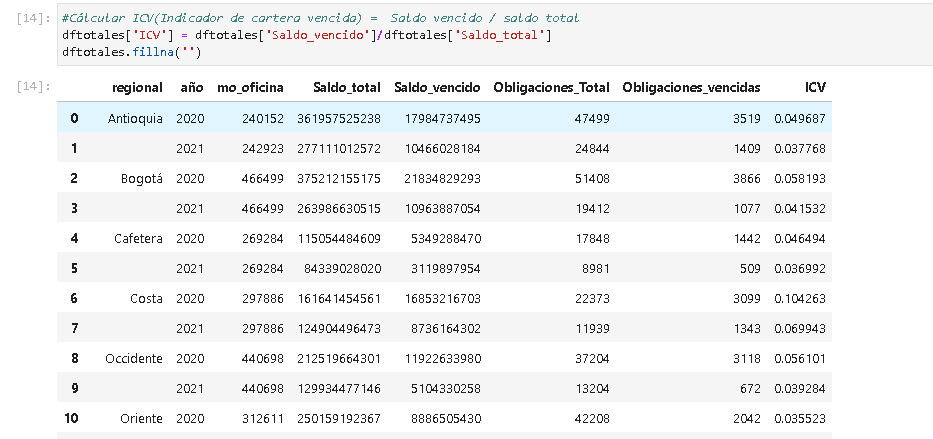 [14]: #Cálcular ICV(Indicador de cartera vencida) = Saldo vencido / saldo total
dftotales['ICV'] = dftotales['Saldo_vencido']/dftotales['Saldo_total']
dftotales.fillna('')
[14]: regional año mo_oficina Saldo_total Saldo_vencido Obligaciones_Total Obligaciones_vencidas ICV
0 Antioquia 2020 240152 361957525238 17984737495 47499 3519 0.049687
1 2021 242923 277111012572 10466028184 24844 1409 0.037768
2 Bogotá 2020 466499 375212155175 21834829293 51408 3866 0.058193
3 2021 466499 263986630515 10963887054 19412 1077 0.041532
4 Cafetera 2020 269284 115054484609 5349288470 17848 1442 0.046494
5 2021 269284 84339028020 3119897954 8981 509 0.036992
6 Costa 2020 297886 161641454561 16853216703 22373 3099 0.104263
7 2021 297886 124904496473 8736164302 11939 1343 0.069943
8 Occidente 2020 440698 212519664301 11922633980 37204 3118 0.056101
9 2021 440698 129934477146 5104330258 13204 672 0.039284
10 Oriente 2020 312611 250159192367 8886505430 42208 2042 0.035523